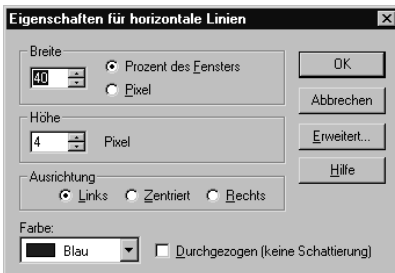 Eigenschaften für horizontale Linien
Breite
40
Prozent des Fensters
Pixel
Höhe
4 Pixel
Ausrichtung
Links Zentriert Rechts
Farbe:
Blau
Durchgezogen (keine Schattierung)
OK
Abbrechen
Erweitert...
Hilfe